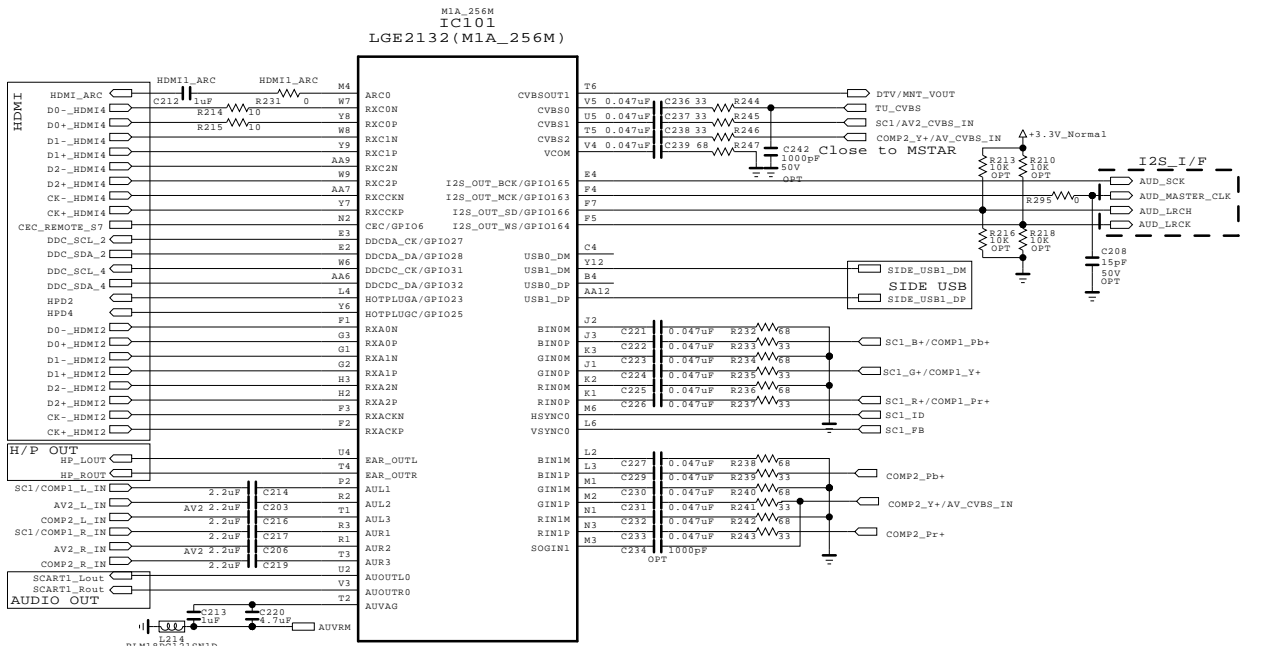 M1A_256M
IC101
LGE2132(M1A_256M)
HDMI
HDMI1_ARC HDMI1_ARC
HDMI_ARC C212 1uF R231 0 M4 ARC0
D0-_HDMI4 R214 10 W7 RXC0N
D0+_HDMI4 R215 10 Y8 RXC0P
D1-_HDMI4 W8 RXC1N
D1+_HDMI4 Y9 RXC1P
D2-_HDMI4 AA9 RXC2N
D2+_HDMI4 W9 RXC2P
CK-_HDMI4 AA7 RXCCKN
CK+_HDMI4 Y7 RXCCKP
CEC_REMOTE_S7 N2 CEC/GPIO6
DDC_SCL_2 E3 DDCDA_CK/GPIO27
DDC_SDA_2 E2 DDCDA_DA/GPIO28
DDC_SCL_4 W6 DDCDC_CK/GPIO31
DDC_SDA_4 AA6 DDCDC_DA/GPIO32
HPD2 L4 HOTPLUGA/GPIO23
HPD4 Y6 HOTPLUGC/GPIO25
D0-_HDMI2 F1 RXA0N
D0+_HDMI2 G3 RXA0P
D1-_HDMI2 G1 RXA1N
D1+_HDMI2 G2 RXA1P
D2-_HDMI2 H3 RXA2N
D2+_HDMI2 H2 RXA2P
CK-_HDMI2 F3 RXACKN
CK+_HDMI2 F2 RXACKP
H/P OUT
HP_LOUT U4 EAR_OUTL
HP_ROUT T4 EAR_OUTR
SC1/COMP1_L_IN 2.2uF C214 P2 AUL1
AV2_L_IN AV2 2.2uF C203 R2 AUL2
COMP2_L_IN 2.2uF C216 T1 AUL3
SC1/COMP1_R_IN 2.2uF C217 R3 AUR1
AV2_R_IN AV2 2.2uF C206 R1 AUR2
COMP2_R_IN 2.2uF C219 T3 AUR3
SCART1_Lout U2 AUOUTL0
SCART1_Rout V3 AUOUTR0
AUDIO OUT
T2 AUVAG
C213 1uF C220 4.7uF AUVRM
L214
BLM18PG121SN1D
CVBSOUT1 T6 DTV/MNT_VOUT
CVBS0 V5 0.047uF C236 33 R244 TU_CVBS
CVBS1 U5 0.047uF C237 33 R245 SC1/AV2_CVBS_IN
CVBS2 T5 0.047uF C238 33 R246 COMP2_Y+/AV_CVBS_IN
VCOM V4 0.047uF C239 68 R247
C242
1000pF
50V
OPT
Close to MSTAR
+3.3V_Normal
R213 10K OPT
R210 10K OPT
I2S_I/F
I2S_OUT_BCK/GPIO165 E4 AUD_SCK
I2S_OUT_MCK/GPIO163 F4 R295 0 AUD_MASTER_CLK
I2S_OUT_SD/GPIO166 F7 AUD_LRCH
I2S_OUT_WS/GPIO164 F5 AUD_LRCK
R216 10K OPT
R218 10K OPT
C208
15pF
50V
OPT
USB0_DM C4
USB1_DM Y12 SIDE_USB1_DM
USB0_DP B4
SIDE USB
USB1_DP AA12 SIDE_USB1_DP
BIN0M J2 C221 0.047uF R232 68
BIN0P J3 C222 0.047uF R233 33 SC1_B+/COMP1_Pb+
GIN0M K3 C223 0.047uF R234 68
GIN0P J1 C224 0.047uF R235 33 SC1_G+/COMP1_Y+
RIN0M K2 C225 0.047uF R236 68
RIN0P K1 C226 0.047uF R237 33 SC1_R+/COMP1_Pr+
HSYNC0 M6 SC1_ID
VSYNC0 L6 SC1_FB
BIN1M L2 C227 0.047uF R238 68
BIN1P L3 C229 0.047uF R239 33 COMP2_Pb+
GIN1M M1 C230 0.047uF R240 68
GIN1P M2 C231 0.047uF R241 33 COMP2_Y+/AV_CVBS_IN
RIN1M N1 C232 0.047uF R242 68
RIN1P N3 C233 0.047uF R243 33 COMP2_Pr+
SOGIN1 M3 C234 1000pF
OPT